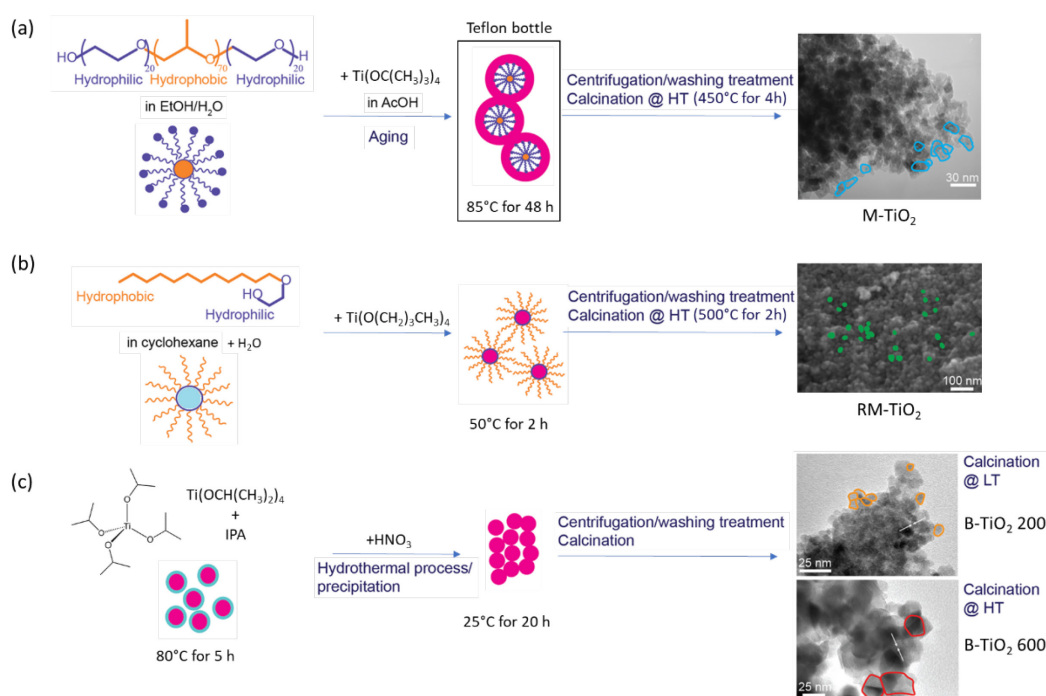 (a)
HO
20
O
70
O
H
20
Hydrophilic
Hydrophobic
Hydrophilic
in EtOH/H₂O
+ Ti(OC(CH₃)₃)₄
in AcOH
Aging
Teflon bottle
85°C for 48 h
Centrifugation/washing treatment
Calcination @ HT (450°C for 4h)
30 nm
M-TiO₂
(b)
Hydrophobic
O
HO
Hydrophilic
in cyclohexane + H₂O
+ Ti(O(CH₂)₃CH₃)₄
50°C for 2 h
Centrifugation/washing treatment
Calcination @ HT (500°C for 2h)
100 nm
RM-TiO₂
(c)
O
Ti
O
O
O
Ti(OCH(CH₃)₂)₄
+
IPA
80°C for 5 h
+HNO₃
Hydrothermal process/
precipitation
25°C for 20 h
Centrifugation/washing treatment
Calcination
25 nm
Calcination
@ LT
B-TiO₂ 200
25 nm
Calcination
@ HT
B-TiO₂ 600